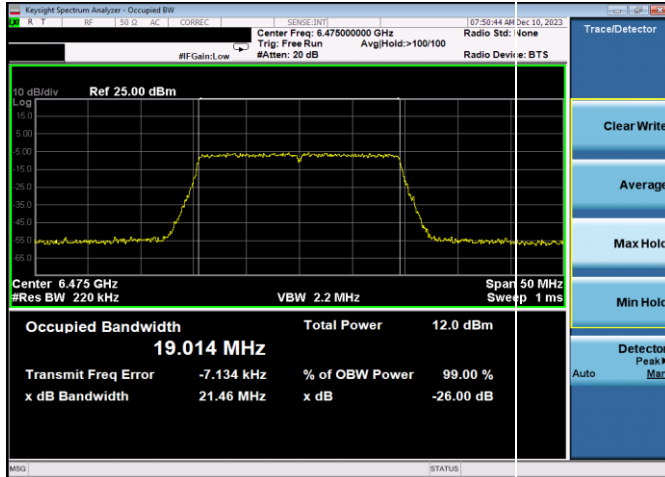 Keysight Spectrum Analyzer - Occupied BW
R T RF 50 Ω AC CORREC SENSE:INT 07:50:44 AM Dec 10, 2023
Center Freq: 6.475000000 GHz Radio Std: None
Trig: Free Run Avg|Hold:>100/100
#IFGain:Low #Atten: 20 dB Radio Device: BTS
Trace/Detector
10 dB/div Ref 25.00 dBm
Log
15.0
5.00
-5.00
-15.0
-25.0
-35.0
-45.0
-55.0
-65.0
Center 6.475 GHz Span 50 MHz
#Res BW 220 kHz VBW 2.2 MHz Sweep 1 ms
Occupied Bandwidth Total Power 12.0 dBm
19.014 MHz
Transmit Freq Error -7.134 kHz % of OBW Power 99.00 %
x dB Bandwidth 21.46 MHz x dB -26.00 dB
Clear Write
Average
Max Hold
Min Hold
Detector
Peak
Auto Man
MSG STATUS